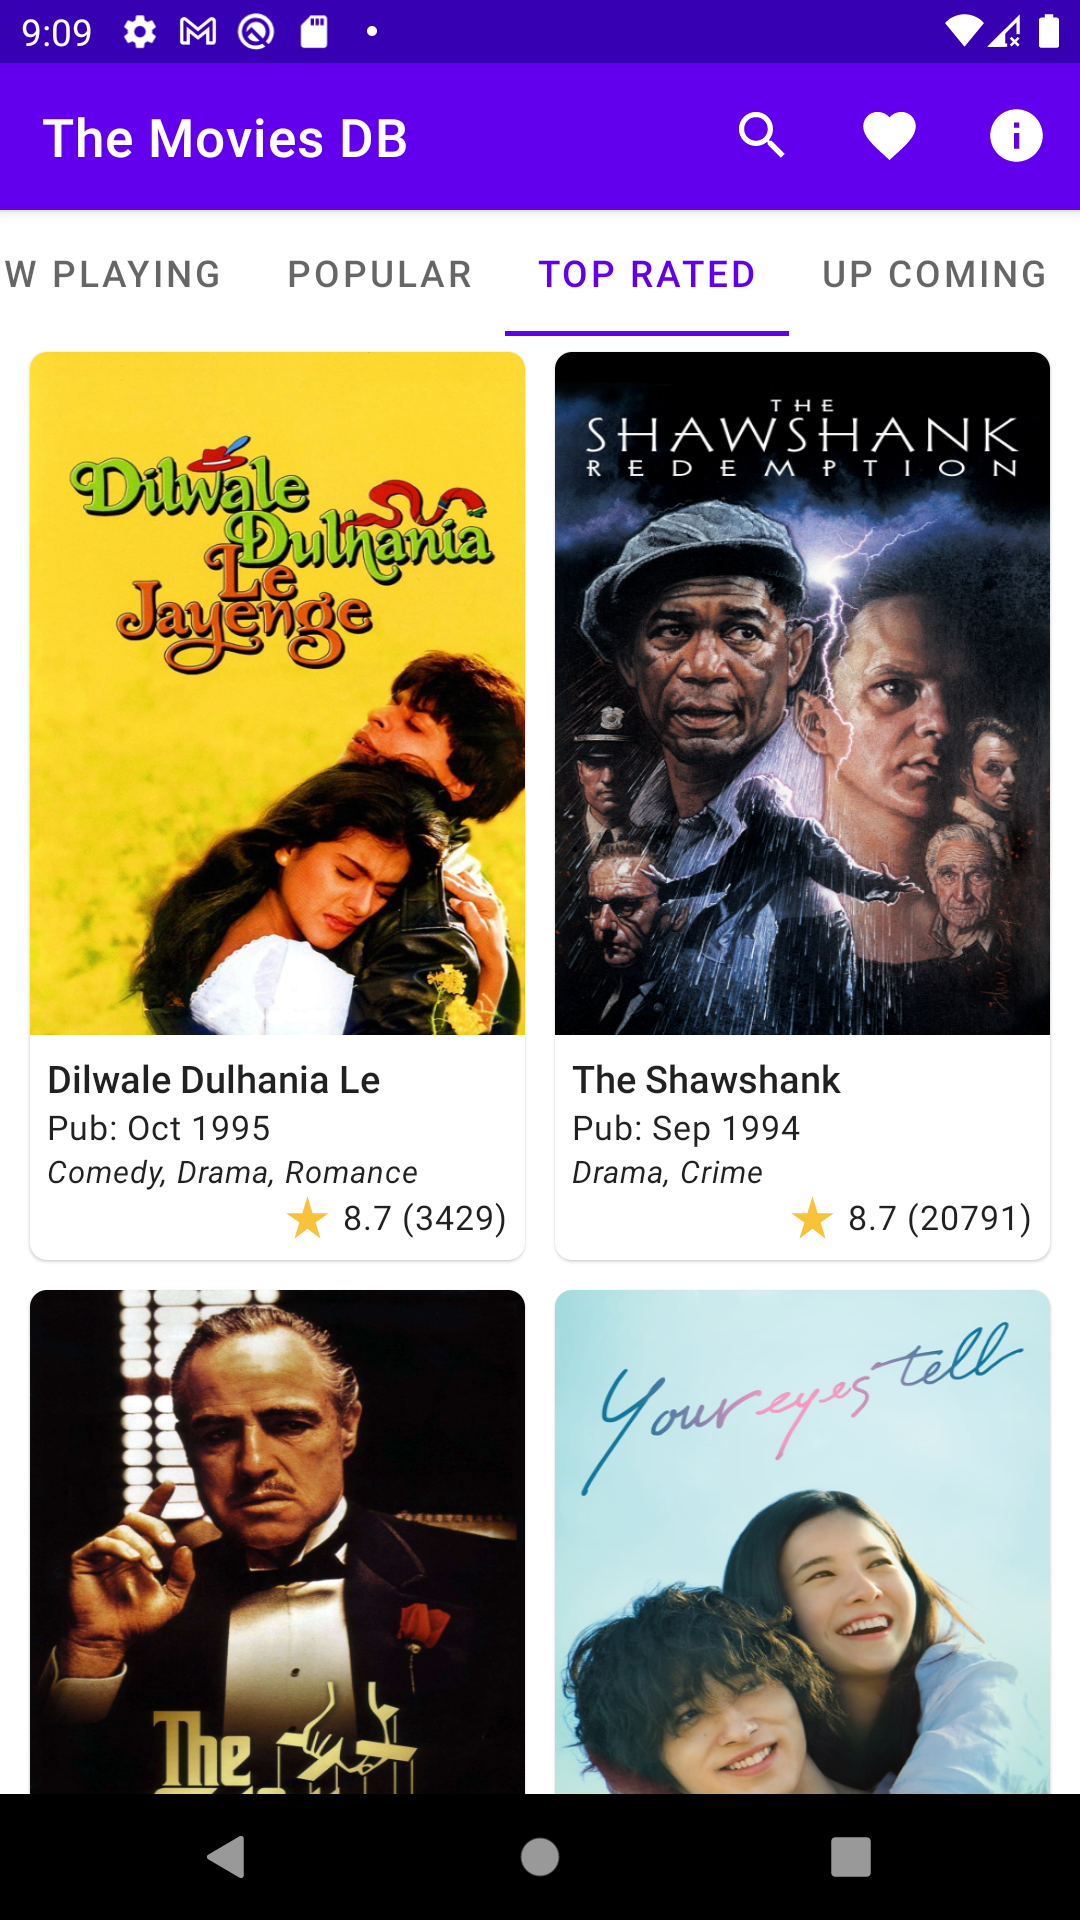 9:09
The Movies DB
W PLAYING
POPULAR
TOP RATED
UP COMING
Dilwale
Dulhania
Le
Jayenge
THE
SHAWSHANK
REDEMPTION
Dilwale Dulhania Le
Pub: Oct 1995
Comedy, Drama, Romance
8.7 (3429)
The Shawshank
Pub: Sep 1994
Drama, Crime
8.7 (20791)
The
Your eyes tell